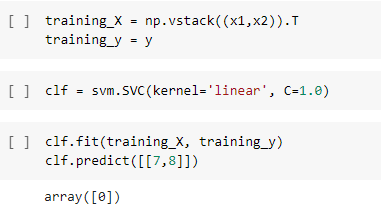 [ ] training_X = np.vstack((x1,x2)).T
training_y = y
[ ] clf = svm.SVC(kernel='linear', C=1.0)
[ ] clf.fit(training_X, training_y)
clf.predict([[7,8]])
array([0])